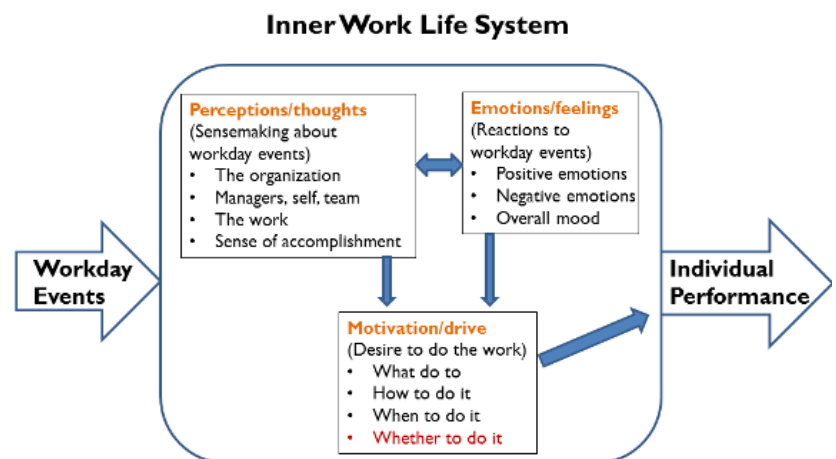 Inner Work Life System
Perceptions/thoughts
(Sensemaking about
workday events)
• The organization
• Managers, self, team
• The work
• Sense of accomplishment
Emotions/feelings
(Reactions to
workday events)
• Positive emotions
• Negative emotions
• Overall mood
Workday
Events
Individual
Performance
Motivation/drive
(Desire to do the work)
• What do to
• How to do it
• When to do it
• Whether to do it